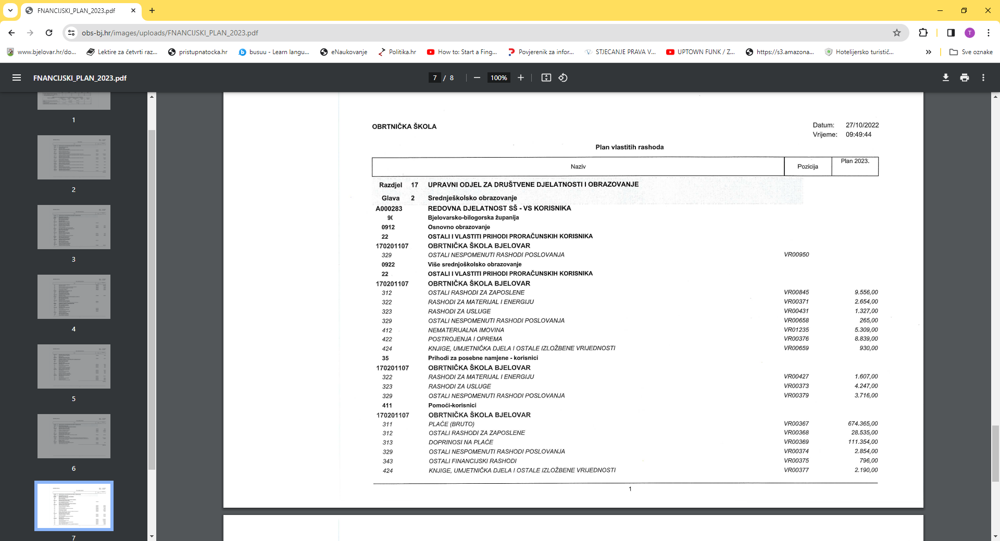 FNANCIJSKI_PLAN_2023.pdf
obs-bj.hr/images/uploads/FNANCIJSKI_PLAN_2023.pdf
T
www.bjelovar.hr/do... Lektire za četvrti raz... pristupnatocka.hr busuu - Learn langu... eNaukovanje Politika.hr How to: Start a Fing... Povjerenik za infor... STJECANJE PRAVA V... UPTOWN FUNK / Z... https://s3.amazona... Hotelijersko turistič... Sve oznake
FNANCIJSKI_PLAN_2023.pdf 7 / 8 100%
1
2
3
4
5
6
7
OBRTNIČKA ŠKOLA
Datum: 27/10/2022
Vrijeme: 09:49:44
Plan vlastitih rashoda
Naziv Pozicija Plan 2023.
Razdjel 17 UPRAVNI ODJEL ZA DRUŠTVENE DJELATNOSTI I OBRAZOVANJE
Glava 2 Srednješkolsko obrazovanje
A000283 REDOVNA DJELATNOST SŠ - VS KORISNIKA
Bjelovarsko-bilogorska županija
0912 Osnovno obrazovanje
22 OSTALI I VLASTITI PRIHODI PRORAČUNSKIH KORISNIKA
170201107 OBRTNIČKA ŠKOLA BJELOVAR
329 OSTALI NESPOMENUTI RASHODI POSLOVANJA VR00950
0922 Više srednjoškolsko obrazovanje
22 OSTALI I VLASTITI PRIHODI PRORAČUNSKIH KORISNIKA
170201107 OBRTNIČKA ŠKOLA BJELOVAR
312 OSTALI RASHODI ZA ZAPOSLENE VR00845 9.556,00
322 RASHODI ZA MATERIJAL I ENERGIJU VR00371 2.654,00
323 RASHODI ZA USLUGE VR00431 1.327,00
329 OSTALI NESPOMENUTI RASHODI POSLOVANJA VR00658 265,00
412 NEMATERIJALNA IMOVINA VR01235 5.309,00
422 POSTROJENJA I OPREMA VR00376 8.839,00
424 KNJIGE, UMJETNIČKA DJELA I OSTALE IZLOŽBENE VRIJEDNOSTI VR00659 930,00
35 Prihodi za posebne namjene - korisnici
170201107 OBRTNIČKA ŠKOLA BJELOVAR
322 RASHODI ZA MATERIJAL I ENERGIJU VR00427 1.607,00
323 RASHODI ZA USLUGE VR00373 4.247,00
329 OSTALI NESPOMENUTI RASHODI POSLOVANJA VR00379 3.716,00
411 Pomoći-korisnici
170201107 OBRTNIČKA ŠKOLA BJELOVAR
311 PLAĆE (BRUTO) VR00367 674.365,00
312 OSTALI RASHODI ZA ZAPOSLENE VR00368 28.535,00
313 DOPRINOSI NA PLAĆE VR00369 111.354,00
329 OSTALI NESPOMENUTI RASHODI POSLOVANJA VR00374 2.854,00
343 OSTALI FINANCIJSKI RASHODI VR00375 796,00
424 KNJIGE, UMJETNIČKA DJELA I OSTALE IZLOŽBENE VRIJEDNOSTI VR00377 2.190,00
1